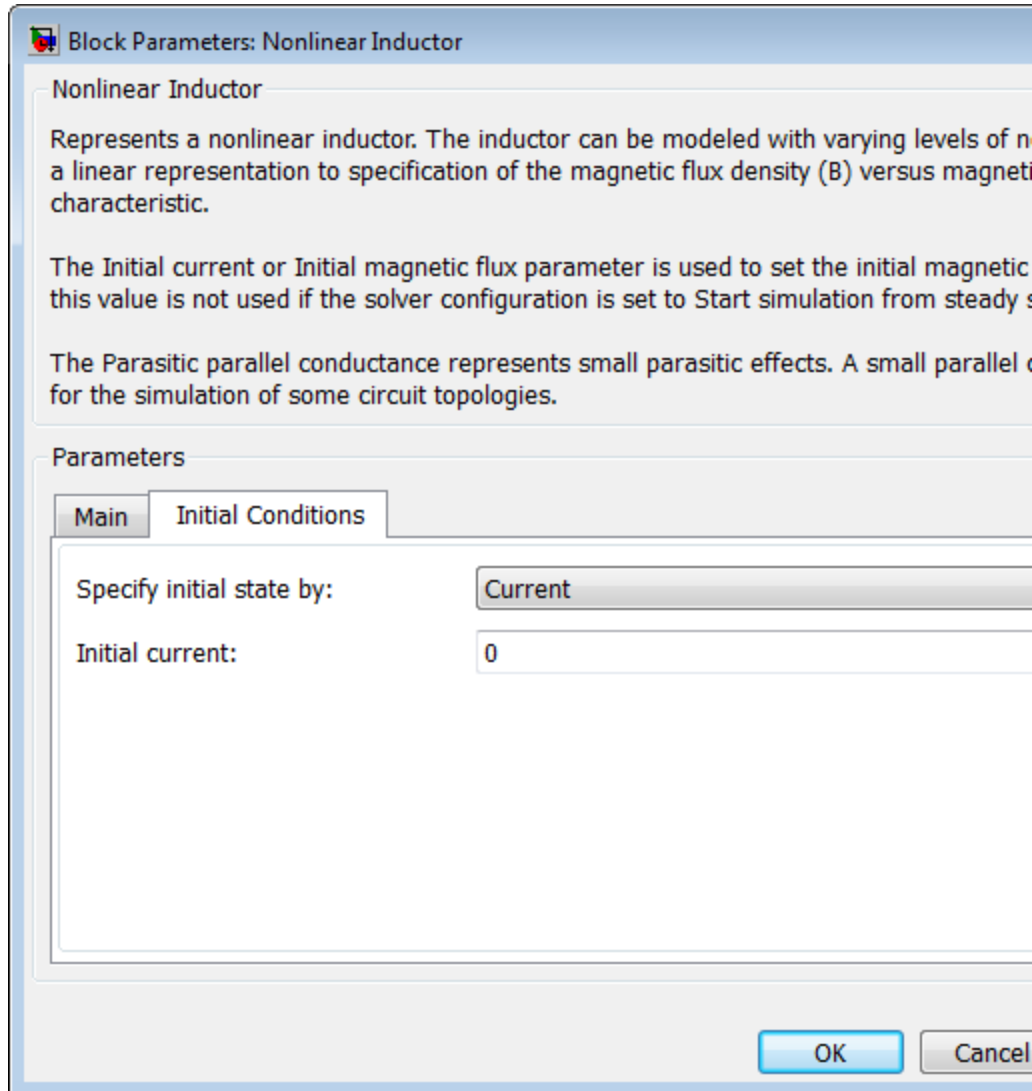 Block Parameters: Nonlinear Inductor
Nonlinear Inductor
Represents a nonlinear inductor. The inductor can be modeled with varying levels of
a linear representation to specification of the magnetic flux density (B) versus
characteristic.
The Initial current or Initial magnetic flux parameter is used to set the initial magnetic
this value is not used if the solver configuration is set to Start simulation from steady
The Parasitic parallel conductance represents small parasitic effects. A small parallel
for the simulation of some circuit topologies.
Parameters
Main Initial Conditions
Specify initial state by: Current
Initial current: 0
OK Cancel